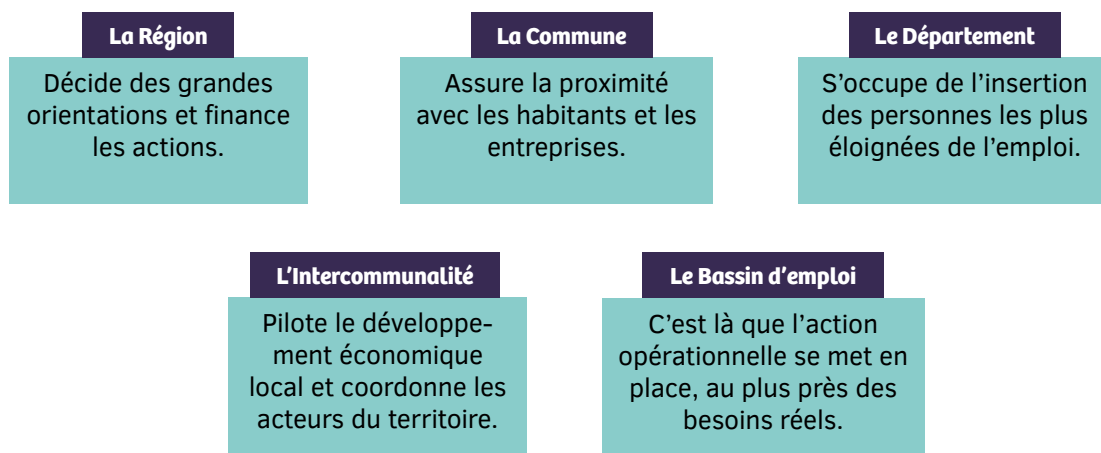 La Région
Décide des grandes
orientations et finance
les actions.
La Commune
Assure la proximité
avec les habitants et les
entreprises.
Le Département
S’occupe de l’insertion
des personnes les plus
éloignées de l’emploi.
L’Intercommunalité
Pilote le développe-
ment économique
local et coordonne les
acteurs du territoire.
Le Bassin d’emploi
C’est là que l’action
opérationnelle se met en
place, au plus près des
besoins réels.